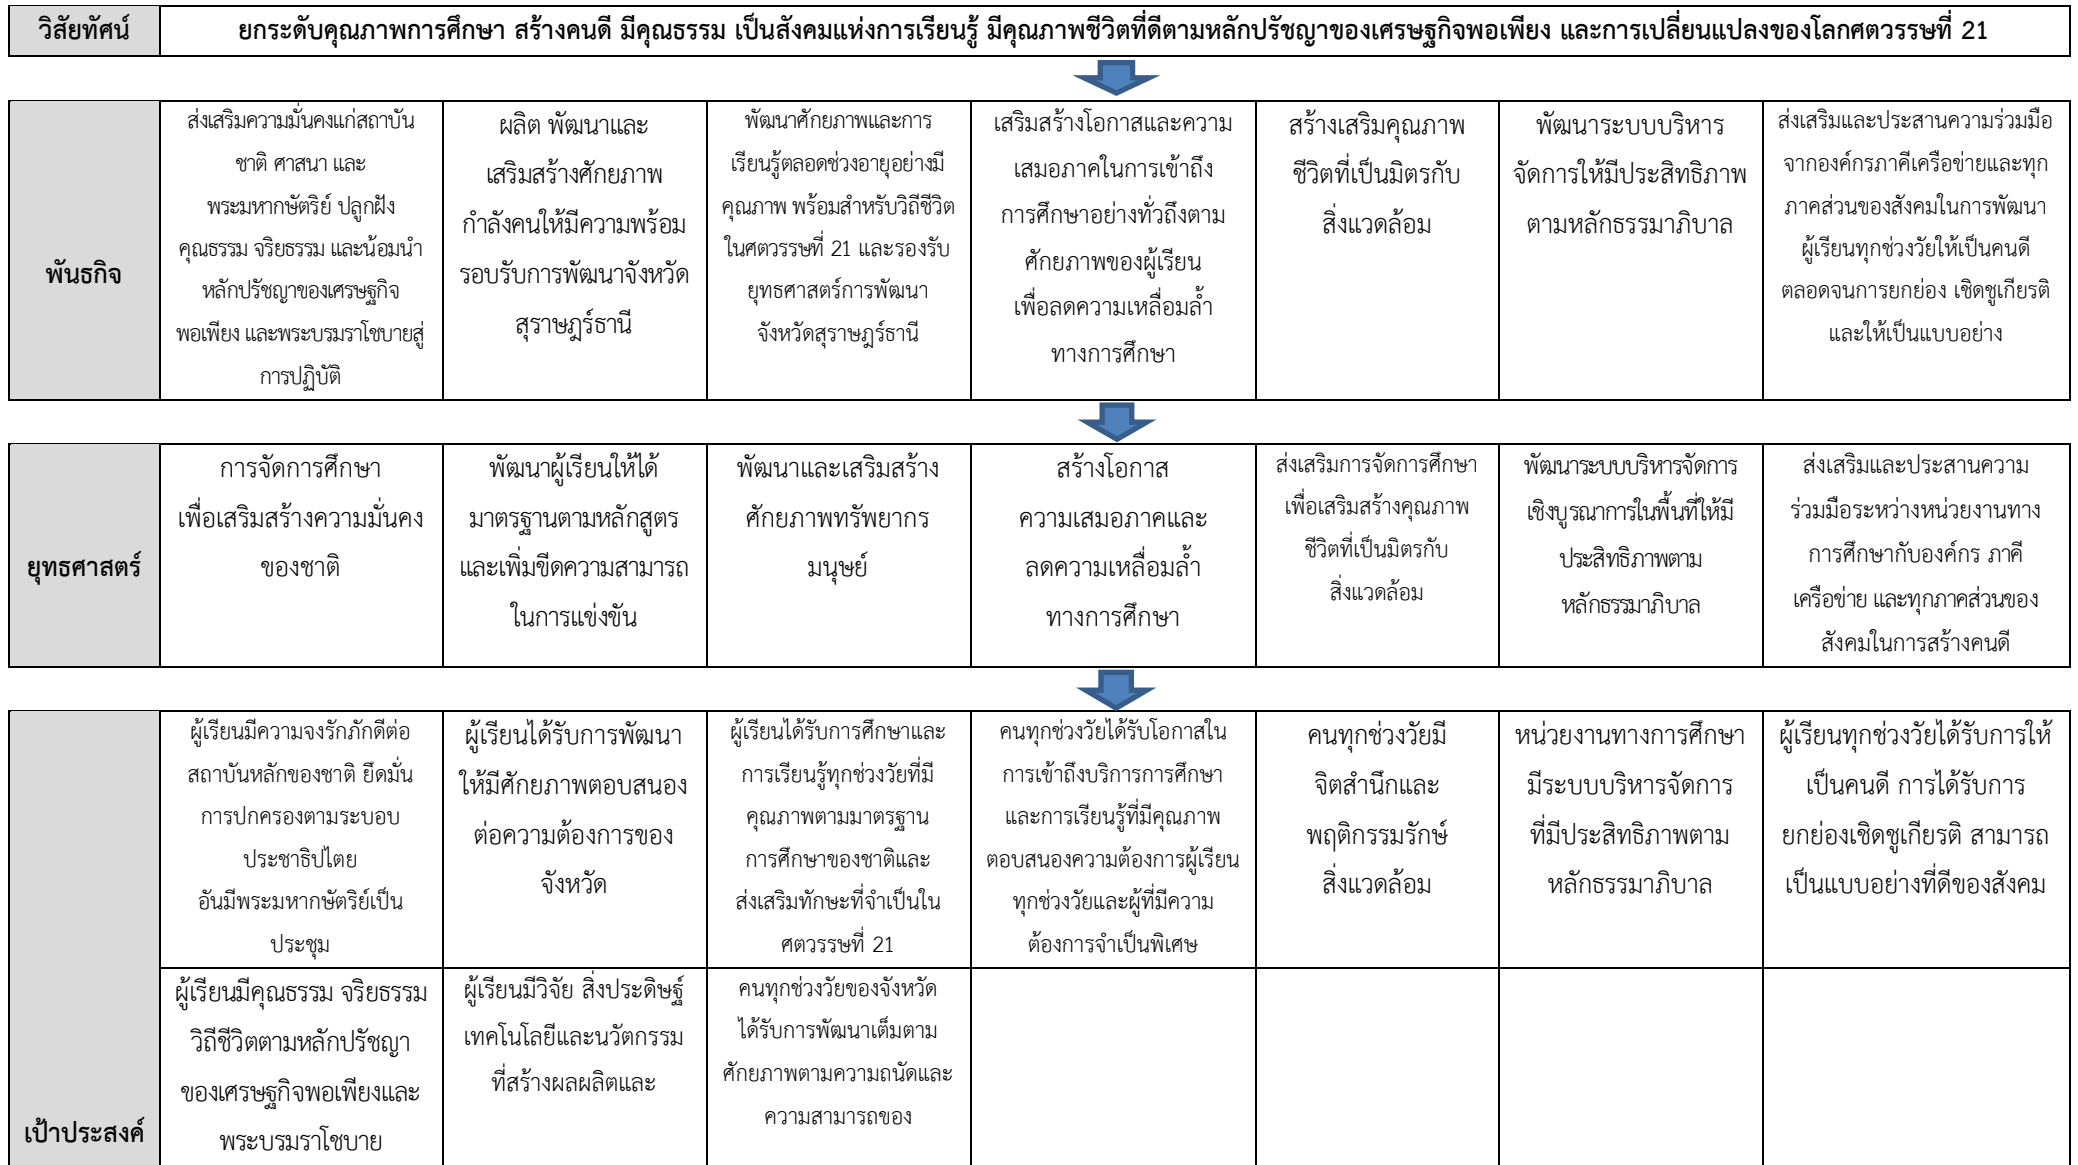 วิสัยทัศน์
ยกระดับคุณภาพการศึกษา สร้างคนดี มีคุณธรรม เป็นสังคมแห่งการเรียนรู้ มีคุณภาพชีวิตที่ดีตามหลักปรัชญาของเศรษฐกิจพอเพียง และการเปลี่ยนแปลงของโลกศตวรรษที่ 21
พันธกิจ
ส่งเสริมความมั่นคงแก่สถาบัน
ชาติ ศาสนา และ
พระมหากษัตริย์ ปลูกฝัง
คุณธรรม จริยธรรม และน้อมนำ
หลักปรัชญาของเศรษฐกิจ
พอเพียง และพระบรมราโชบายสู่
การปฏิบัติ
ผลิต พัฒนาและ
เสริมสร้างศักยภาพ
กำลังคนให้มีความพร้อม
รอบรับการพัฒนาจังหวัด
สุราษฎร์ธานี
พัฒนาศักยภาพและการ
เรียนรู้ตลอดช่วงอายุอย่างมี
คุณภาพ พร้อมสำหรับวิถีชีวิต
ในศตวรรษที่ 21 และรองรับ
ยุทธศาสตร์การพัฒนา
จังหวัดสุราษฎร์ธานี
เสริมสร้างโอกาสและความ
เสมอภาคในการเข้าถึง
การศึกษาอย่างทั่วถึงตาม
ศักยภาพของผู้เรียน
เพื่อลดความเหลื่อมล้ำ
ทางการศึกษา
สร้างเสริมคุณภาพ
ชีวิตที่เป็นมิตรกับ
สิ่งแวดล้อม
พัฒนาระบบบริหาร
จัดการให้มีประสิทธิภาพ
ตามหลักธรรมาภิบาล
ส่งเสริมและประสานความร่วมมือ
จากองค์กรภาคีเครือข่ายและทุก
ภาคส่วนของสังคมในการพัฒนา
ผู้เรียนทุกช่วงวัยให้เป็นคนดี
ตลอดจนการยกย่อง เชิดชูเกียรติ
และให้เป็นแบบอย่าง
ยุทธศาสตร์
การจัดการศึกษา
เพื่อเสริมสร้างความมั่นคง
ของชาติ
พัฒนาผู้เรียนให้ได้
มาตรฐานตามหลักสูตร
และเพิ่มขีดความสามารถ
ในการแข่งขัน
พัฒนาและเสริมสร้าง
ศักยภาพทรัพยากร
มนุษย์
สร้างโอกาส
ความเสมอภาคและ
ลดความเหลื่อมล้ำ
ทางการศึกษา
ส่งเสริมการจัดการศึกษา
เพื่อเสริมสร้างคุณภาพ
ชีวิตที่เป็นมิตรกับ
สิ่งแวดล้อม
พัฒนาระบบบริหารจัดการ
เชิงบูรณาการในพื้นที่ให้มี
ประสิทธิภาพตาม
หลักธรรมาภิบาล
ส่งเสริมและประสานความ
ร่วมมือระหว่างหน่วยงานทาง
การศึกษากับองค์กร ภาคี
เครือข่าย และทุกภาคส่วนของ
สังคมในการสร้างคนดี
เป้าประสงค์
ผู้เรียนมีความจงรักภักดีต่อ
สถาบันหลักของชาติ ยึดมั่น
การปกครองตามระบอบ
ประชาธิปไตย
อันมีพระมหากษัตริย์เป็น
ประชุม
ผู้เรียนได้รับการพัฒนา
ให้มีศักยภาพตอบสนอง
ต่อความต้องการของ
จังหวัด
ผู้เรียนได้รับการศึกษาและ
การเรียนรู้ทุกช่วงวัยที่มี
คุณภาพตามมาตรฐาน
การศึกษาของชาติและ
ส่งเสริมทักษะที่จำเป็นใน
ศตวรรษที่ 21
คนทุกช่วงวัยได้รับโอกาสใน
การเข้าถึงบริการการศึกษา
และการเรียนรู้ที่มีคุณภาพ
ตอบสนองความต้องการผู้เรียน
ทุกช่วงวัยและผู้ที่มีความ
ต้องการจำเป็นพิเศษ
คนทุกช่วงวัยมี
จิตสำนึกและ
พฤติกรรมรักษ์
สิ่งแวดล้อม
หน่วยงานทางการศึกษา
มีระบบบริหารจัดการ
ที่มีประสิทธิภาพตาม
หลักธรรมาภิบาล
ผู้เรียนทุกช่วงวัยได้รับการให้
เป็นคนดี การได้รับการ
ยกย่องเชิดชูเกียรติ สามารถ
เป็นแบบอย่างที่ดีของสังคม
ผู้เรียนมีคุณธรรม จริยธรรม
วิถีชีวิตตามหลักปรัชญา
ของเศรษฐกิจพอเพียงและ
พระบรมราโชบาย
ผู้เรียนมีวิจัย สิ่งประดิษฐ์
เทคโนโลยีและนวัตกรรม
ที่สร้างผลผลิตและ
คนทุกช่วงวัยของจังหวัด
ได้รับการพัฒนาเต็มตาม
ศักยภาพตามความถนัดและ
ความสามารถของ